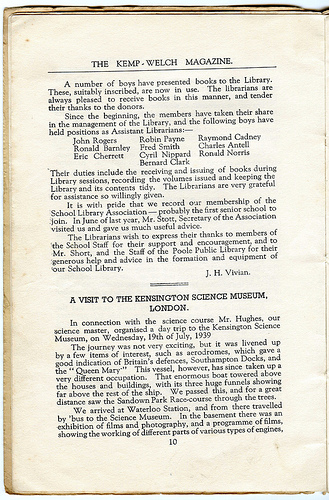 THE KEMP-WELCH MAGAZINE.
A number of boys have presented books to the Library.
These, suitably inscribed, are now in use. The librarians are
always pleased to receive books in this manner, and tender
their thanks to the donors.
Since the beginning, the members have taken their share
in the management of the Library, and the following boys have
held positions as Assistant Librarians:—
John Rogers Robin Payne Raymond Cadney
Ronald Barnley Fred Smith Charles Antell
Eric Cherrett Cyril Nippard Ronald Norris
Bernard Clark
Their duties include the receiving and issuing of books during
Library sessions, recording the volumes issued and keeping the
Library and its contents tidy. The Librarians are very grateful
for assistance so willingly given.
It is with pride that we record our membership of the
School Library Association — probably the first senior school to
join. In June of last year, Mr. Stott, Secretary of the Association
visited us and gave us much useful advice.
The Librarians wish to express their thanks to members of
the School Staff for their support and encouragement, and to
Mr. Short, and the Staff of the Poole Public Library for their
generous help and advice in the formation and equipment of
our School Library.
J. H. Vivian.
A VISIT TO THE KENSINGTON SCIENCE MUSEUM,
LONDON.
In connection with the science course Mr. Hughes, our
science master, organised a day trip to the Kensington Science
Museum, on Wednesday, 19th of July, 1939
The journey was not very exciting, but it was livened up
by a few items of interest, such as aerodromes, which gave a
good indication of Britain's defences, Southampton Docks, and
the "Queen Mary" This vessel, however, has since taken up a
very different occupation. That enormous boat towered above
the houses and buildings, with its three huge funnels showing
far above the rest of the ship. We passed this, and for a great
distance saw the Sandown Park Race-course through the trees.
We arrived at Waterloo Station, and from there travelled
by 'bus to the Science Museum. In the basement there was an
exhibition of films and photography, and a programme of films,
showing the working of different parts of various types of engines,
10